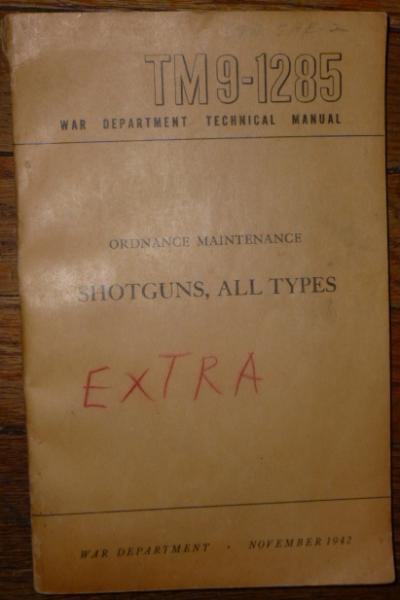 TM9-1285
WAR DEPARTMENT TECHNICAL MANUAL
ORDNANCE MAINTENANCE
SHOTGUNS, ALL TYPES
EXTRA
WAR DEPARTMENT • NOVEMBER 1942